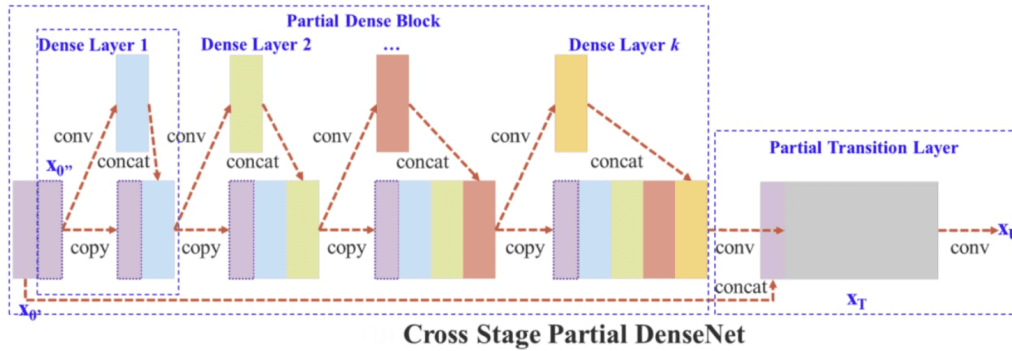 Partial Dense Block
Dense Layer 1
Dense Layer 2
...
Dense Layer k
conv
conv
conv
conv
concat
concat
concat
concat
Partial Transition Layer
x0''
copy
copy
copy
copy
conv
conv
concat
x0'
xT
Cross Stage Partial DenseNet